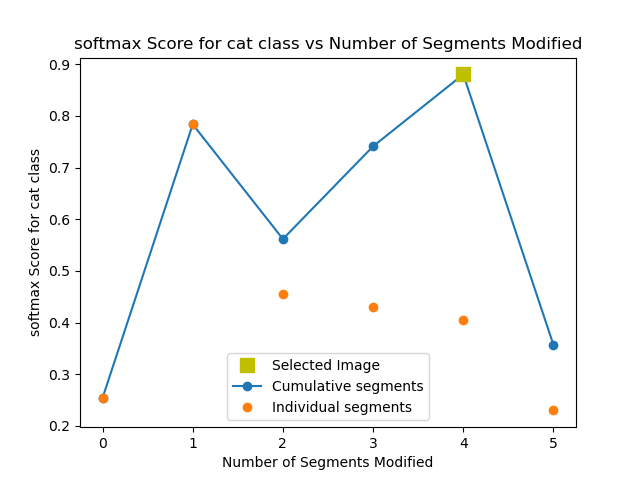 softmax Score for cat class vs Number of Segments Modified
softmax Score for cat class
0.9
0.8
0.7
0.6
0.5
0.4
0.3
0.2
Selected Image
Cumulative segments
Individual segments
0 1 2 3 4 5
Number of Segments Modified